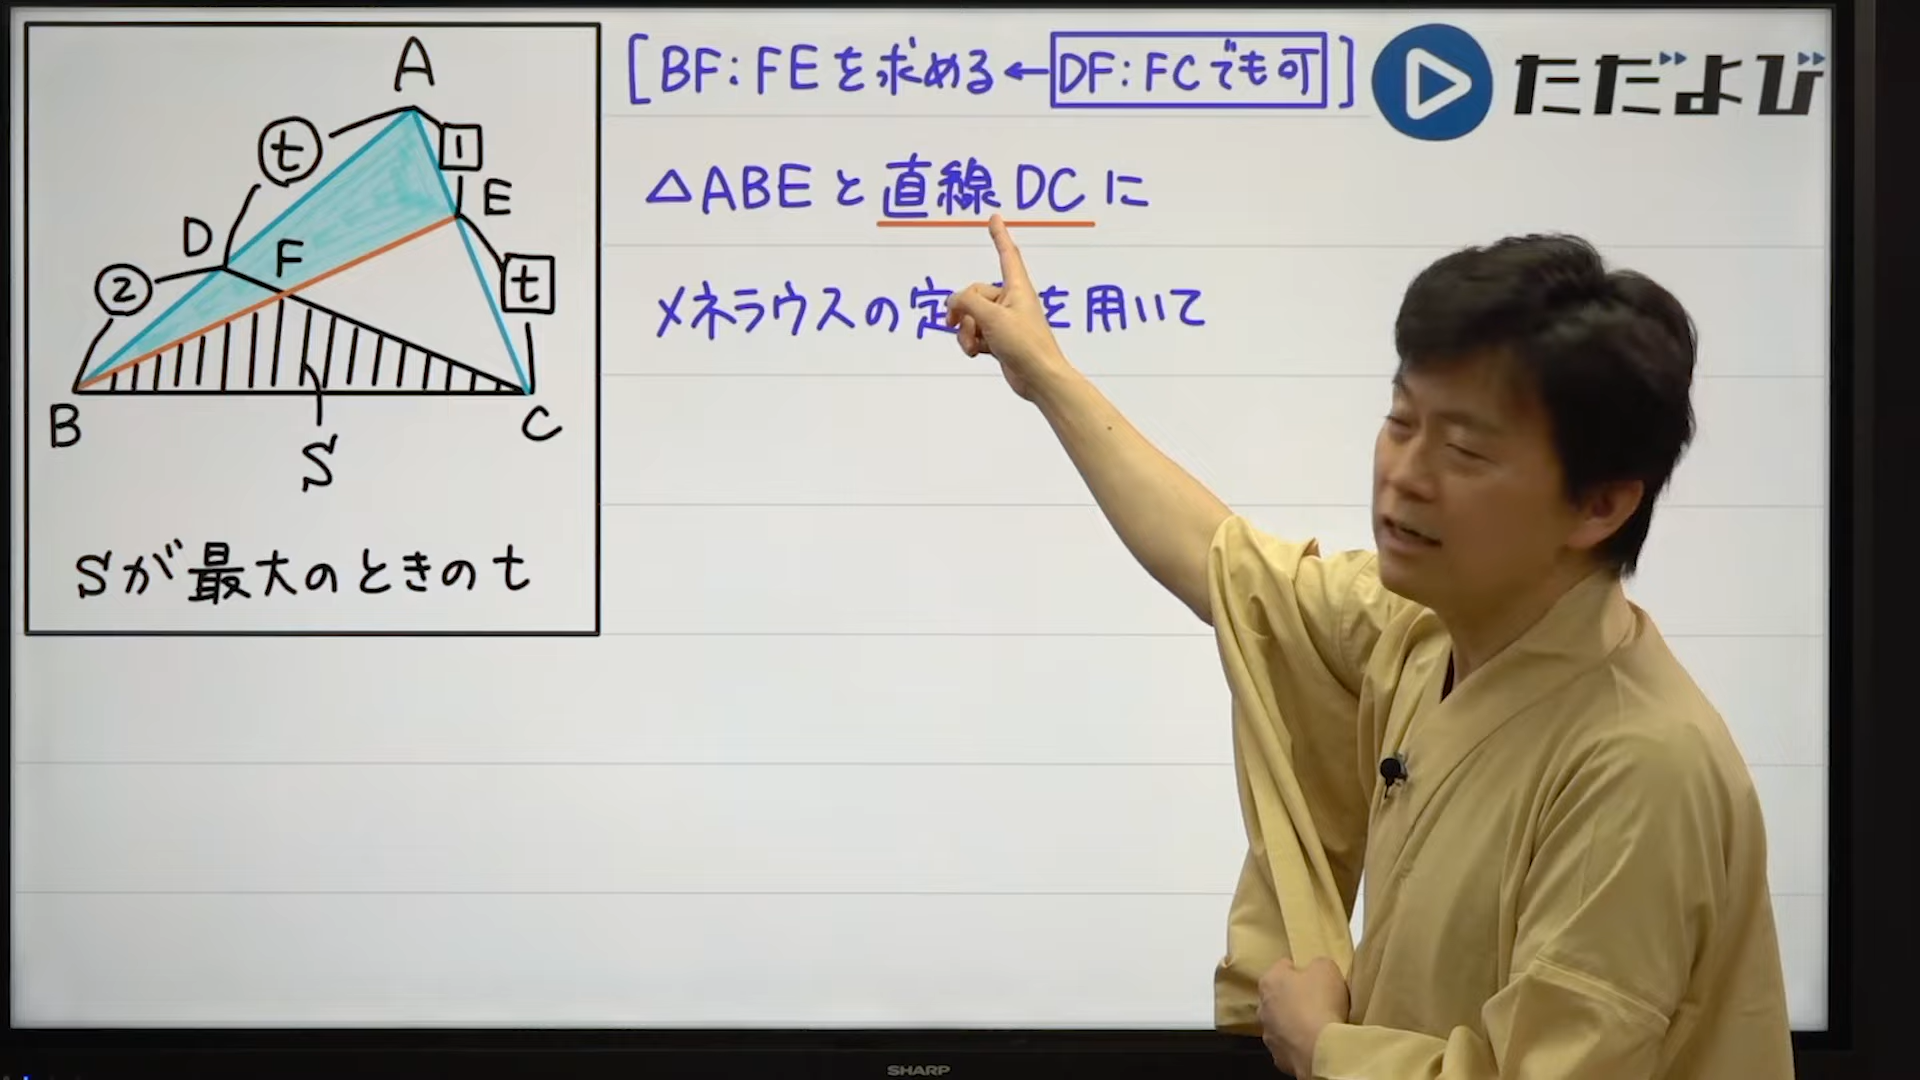 A
t
1
E
D
F
2
t
B
C
S
Sが最大のときのt
[BF:FEを求める←DF:FCでも可]
△ABEと直線DCに
メネラウスの定 を用いて
ただよび
SHARP